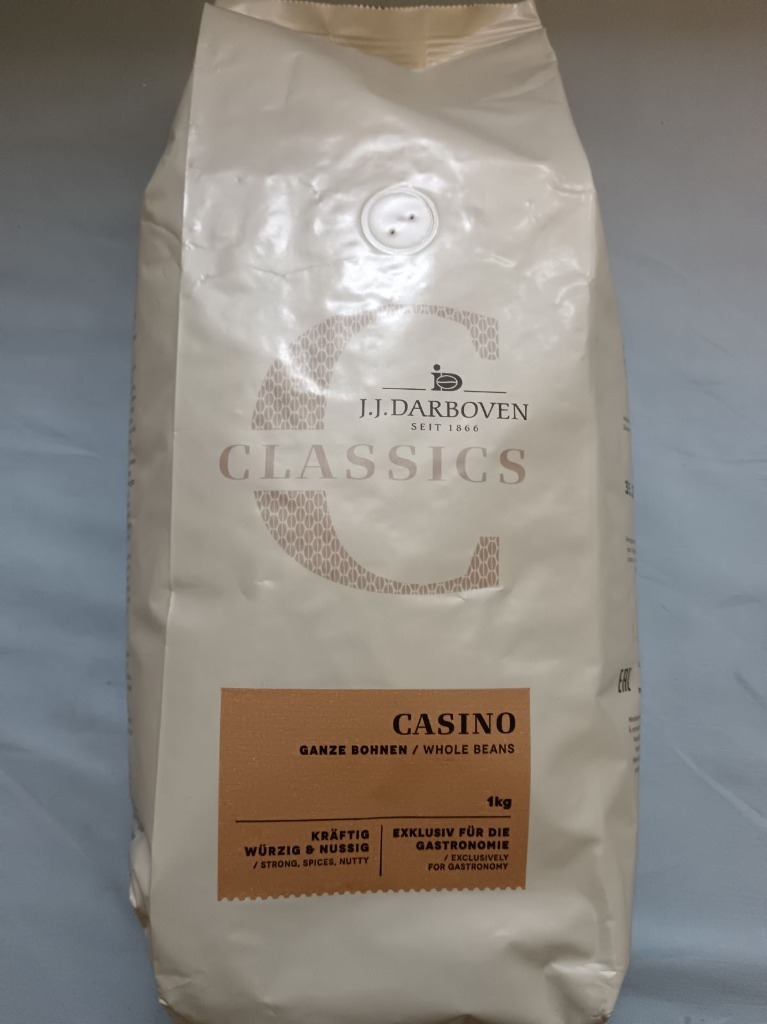 J.J.DARBOVEN
SEIT 1866
CLASSICS
CASINO
GANZE BOHNEN / WHOLE BEANS
1kg
KRÄFTIG
WÜRZIG & NUSSIG
/ STRONG, SPICES, NUTTY
EXKLUSIV FÜR DIE
GASTRONOMIE
/ EXCLUSIVELY
FOR GASTRONOMY
EAC